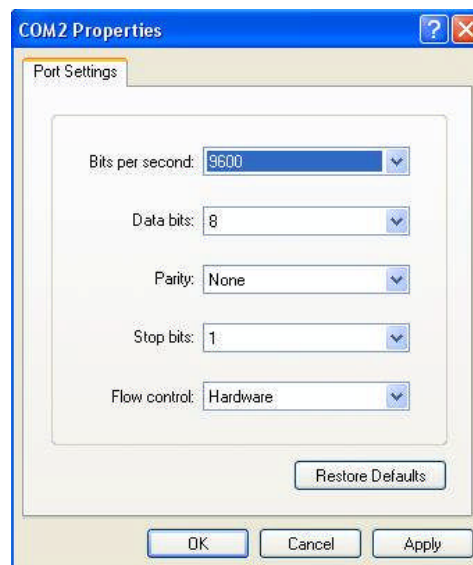 COM2 Properties
Port Settings
Bits per second: 9600
Data bits: 8
Parity: None
Stop bits: 1
Flow control: Hardware
Restore Defaults
OK Cancel Apply